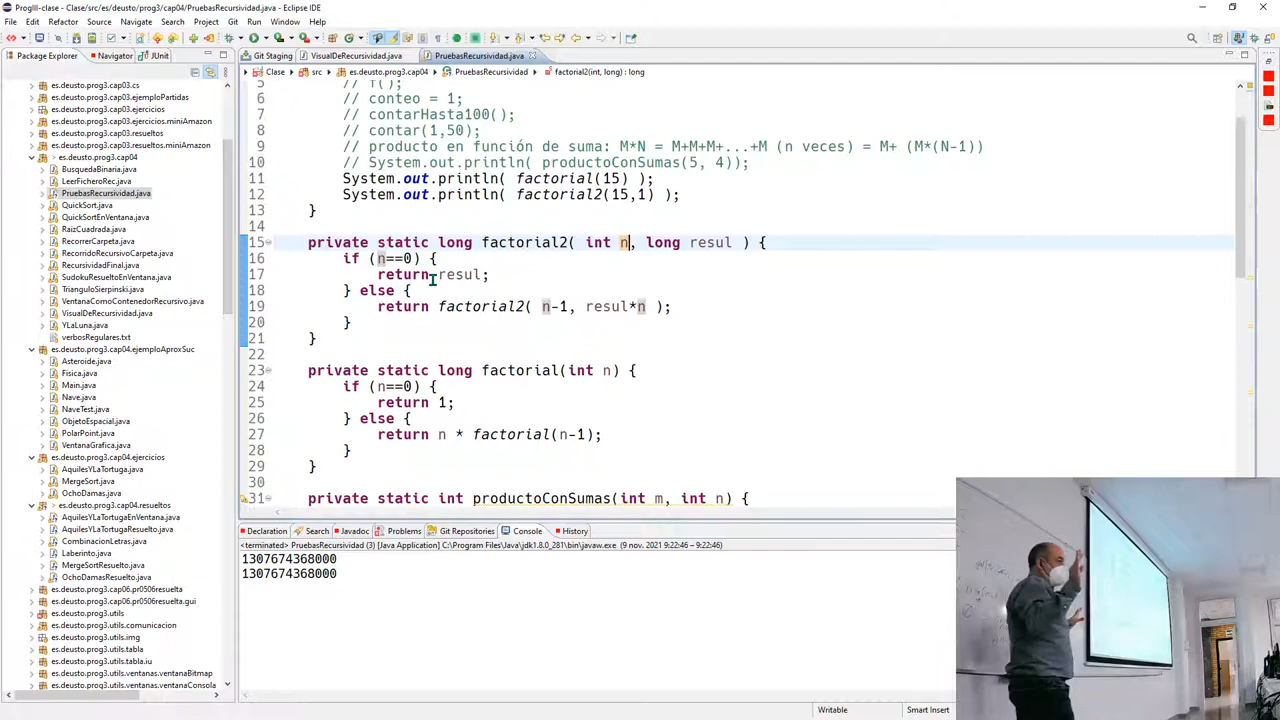 ProgIII-clase - Clase/src/es/deusto/prog3/cap04/PruebasRecursividad.java - Eclipse IDE
File Edit Refactor Source Navigate Search Project Git Run Window Help
Package Explorer Navigator JUnit
Git Staging VisualDeRecursividad.java PruebasRecursividad.java
Clase src es.deusto.prog3.cap04 PruebasRecursividad factorial2(int, long) : long
es.deusto.prog3.cap03.cs
es.deusto.prog3.cap03.ejemploPartidas
es.deusto.prog3.cap03.ejercicios
es.deusto.prog3.cap03.ejercicios.miniAmazon
es.deusto.prog3.cap03.resueltos
es.deusto.prog3.cap03.resueltos.miniAmazon
es.deusto.prog3.cap04
BusquedaBinaria.java
LeerFicheroRec.java
PruebasRecursividad.java
QuickSort.java
QuickSortEnVentana.java
RaizCuadrada.java
RecorrerCarpeta.java
RecorridoRecursivoCarpeta.java
RecursividadFinal.java
SudokuResueltoEnVentana.java
TrianguloSierpinski.java
VentanaComoContenedorRecursivo.java
VisualDeRecursividad.java
YLaLuna.java
verbosRegulares.txt
es.deusto.prog3.cap04.ejemploAproxSuc
Asteroide.java
Fisica.java
Main.java
Nave.java
NaveTest.java
ObjetoEspacial.java
PolarPoint.java
VentanaGrafica.java
es.deusto.prog3.cap04.ejercicios
AquilesYLaTortuga.java
MergeSort.java
OchoDamas.java
es.deusto.prog3.cap04.resueltos
AquilesYLaTortugaEnVentana.java
AquilesYLaTortugaResuelto.java
CombinacionLetras.java
Laberinto.java
MergeSortResuelto.java
OchoDamasResuelto.java
es.deusto.prog3.cap06.pr0506resuelta
es.deusto.prog3.cap06.pr0506resuelta.gui
es.deusto.prog3.utils
es.deusto.prog3.utils.comunicacion
es.deusto.prog3.utils.img
es.deusto.prog3.utils.tabla
es.deusto.prog3.utils.tabla.iu
es.deusto.prog3.utils.ventanas.ventanaBitmap
es.deusto.prog3.utils.ventanas.ventanaConsola
5 // f();
6 // conteo = 1;
7 // contarHasta100();
8 // contar(1,50);
9 // producto en función de suma: M*N = M+M+M+...+M (n veces) = M+ (M*(N-1))
10 // System.out.println( productoConSumas(5, 4));
11 System.out.println( factorial(15) );
12 System.out.println( factorial2(15,1) );
13 }
14
15 private static long factorial2( int n, long resul ) {
16 if (n==0) {
17 return resul;
18 } else {
19 return factorial2( n-1, resul*n );
20 }
21 }
22
23 private static long factorial(int n) {
24 if (n==0) {
25 return 1;
26 } else {
27 return n * factorial(n-1);
28 }
29 }
30
31 private static int productoConSumas(int m, int n) {
Declaration Search Javadoc Problems Git Repositories Console History
<terminated> PruebasRecursividad (3) [Java Application] C:\Program Files\Java\jdk1.8.0_281\bin\javaw.exe (9 nov. 2021 9:22:46 – 9:22:46)
1307674368000
1307674368000
Writable Smart Insert